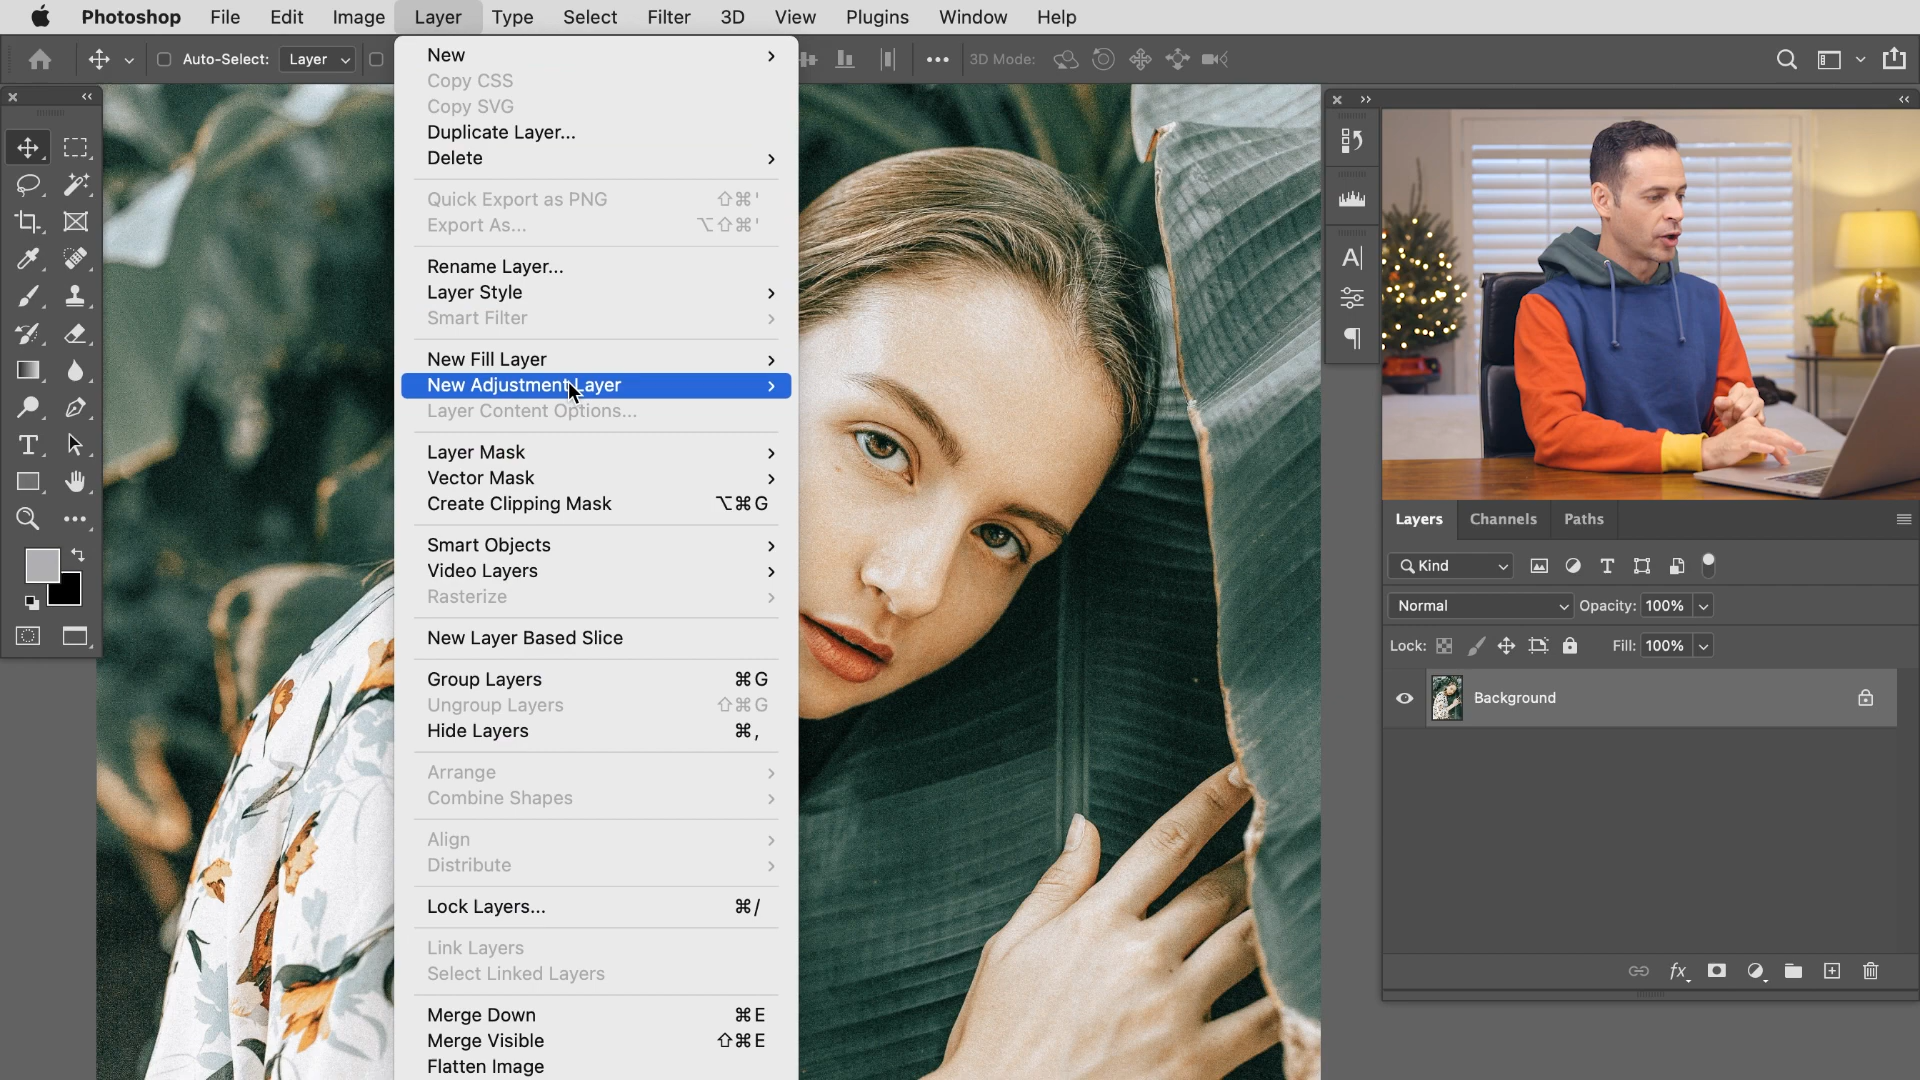 Photoshop File Edit Image Layer Type Select Filter 3D View Plugins Window Help
Auto-Select: Layer
3D Mode:
New
Copy CSS
Copy SVG
Duplicate Layer...
Delete
Quick Export as PNG ⇧⌘'
Export As... ⌥⇧⌘'
Rename Layer...
Layer Style
Smart Filter
New Fill Layer
New Adjustment Layer
Layer Content Options...
Layer Mask
Vector Mask
Create Clipping Mask ⌥⌘G
Smart Objects
Video Layers
Rasterize
New Layer Based Slice
Group Layers ⌘G
Ungroup Layers ⇧⌘G
Hide Layers ⌘,
Arrange
Combine Shapes
Align
Distribute
Lock Layers... ⌘/
Link Layers
Select Linked Layers
Merge Down ⌘E
Merge Visible ⇧⌘E
Flatten Image
Layers Channels Paths
Kind
Normal Opacity: 100%
Lock: Fill: 100%
Background
fx